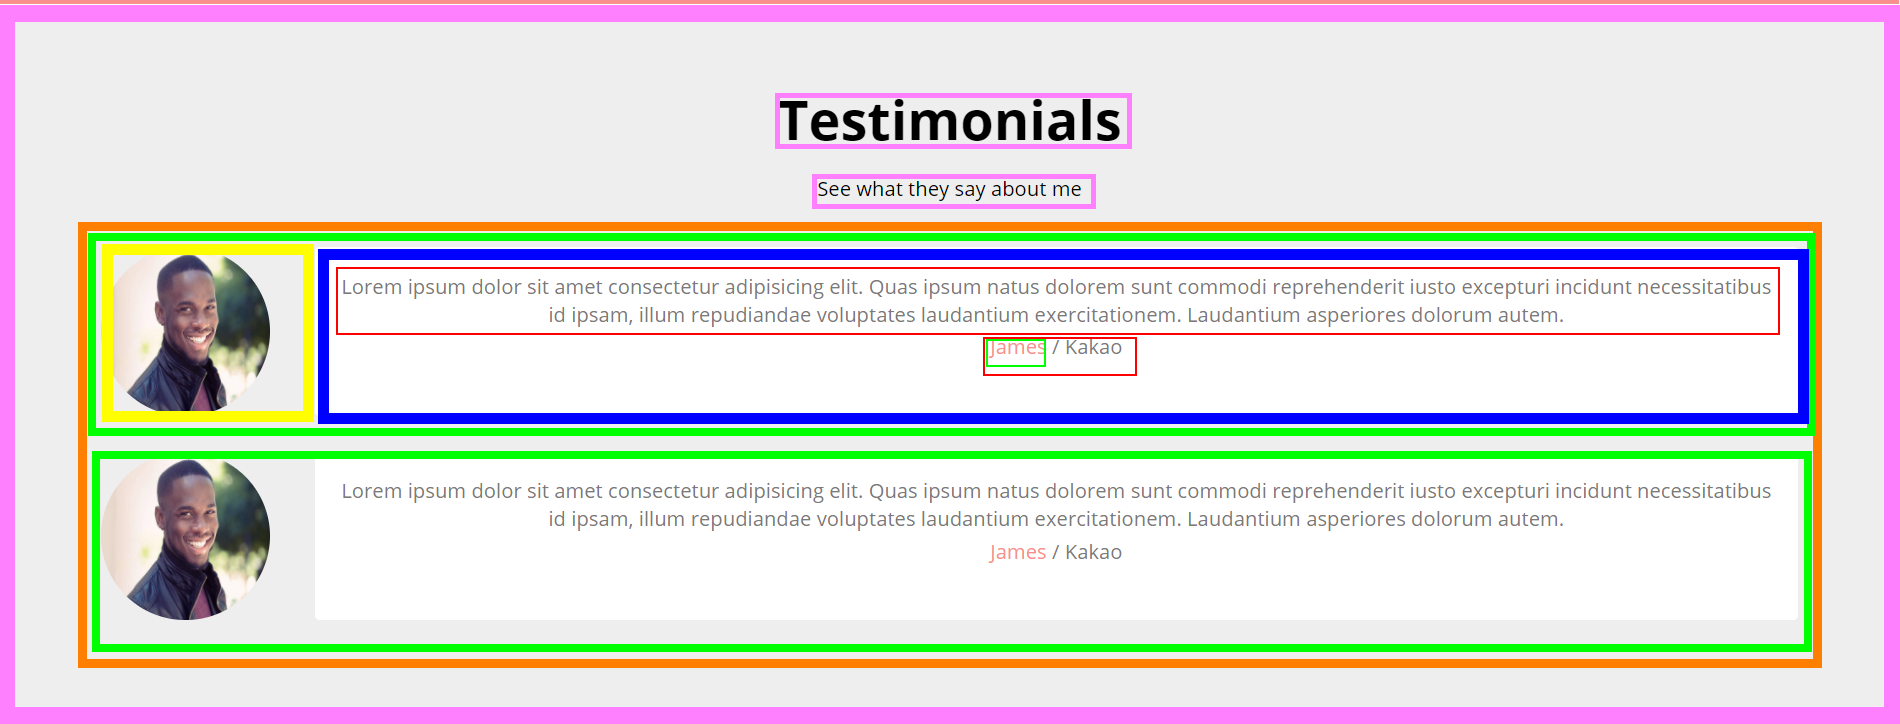 Testimonials
See what they say about me
Lorem ipsum dolor sit amet consectetur adipisicing elit. Quas ipsum natus dolorem sunt commodi reprehenderit iusto excepturi incidunt necessitatibus
id ipsam, illum repudiandae voluptates laudantium exercitationem. Laudantium asperiores dolorum autem.
James / Kakao
Lorem ipsum dolor sit amet consectetur adipisicing elit. Quas ipsum natus dolorem sunt commodi reprehenderit iusto excepturi incidunt necessitatibus
id ipsam, illum repudiandae voluptates laudantium exercitationem. Laudantium asperiores dolorum autem.
James / Kakao